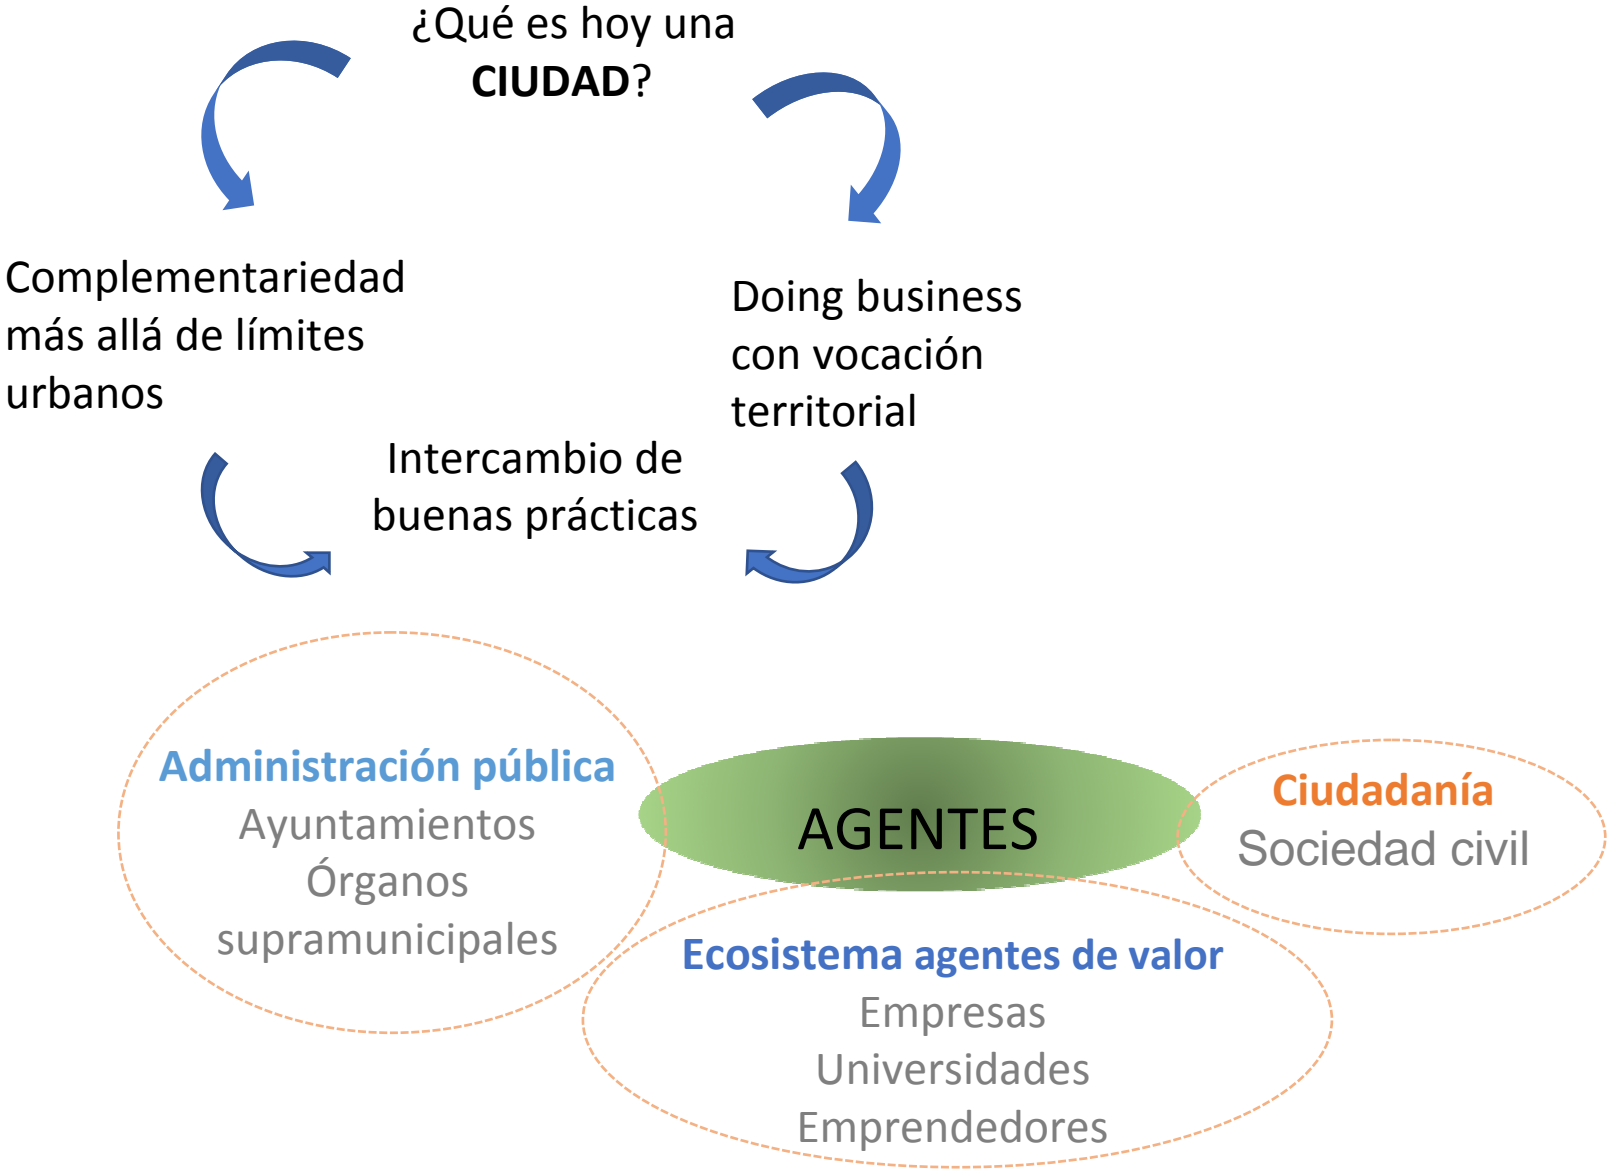 ¿Qué es hoy una
CIUDAD?
Complementariedad
más allá de límites
urbanos
Doing business
con vocación
territorial
Intercambio de
buenas prácticas
Administración pública
Ayuntamientos
Órganos
supramunicipales
AGENTES
Ciudadanía
Sociedad civil
Ecosistema agentes de valor
Empresas
Universidades
Emprendedores